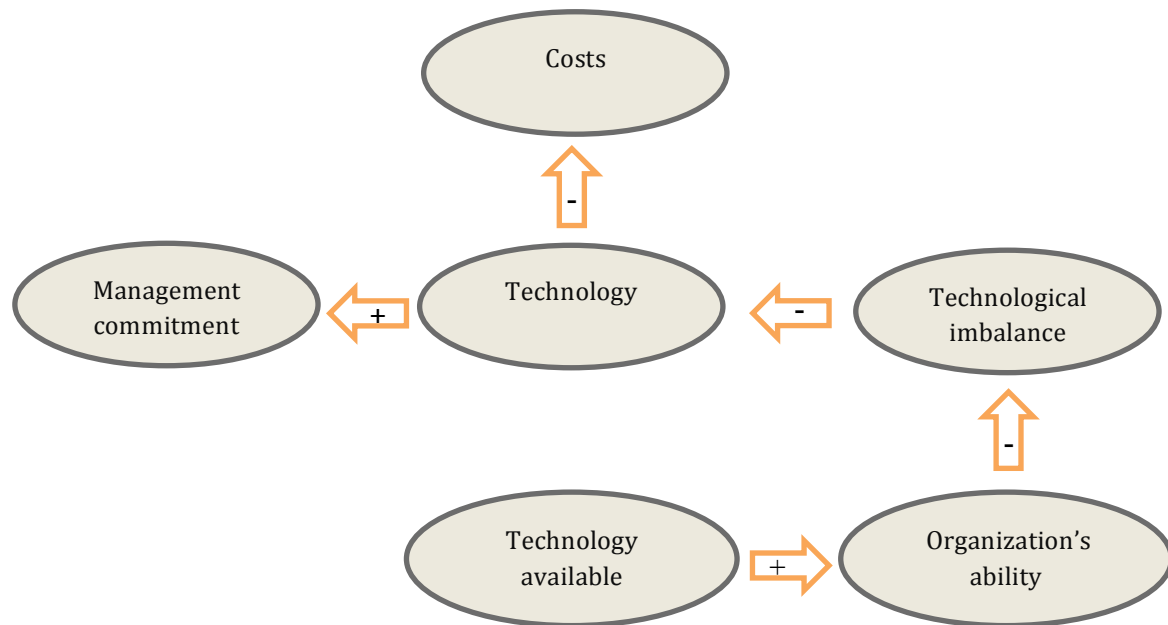 Costs
-
Management
commitment
+
Technology
-
Technological
imbalance
-
Technology
available
+
Organization's
ability